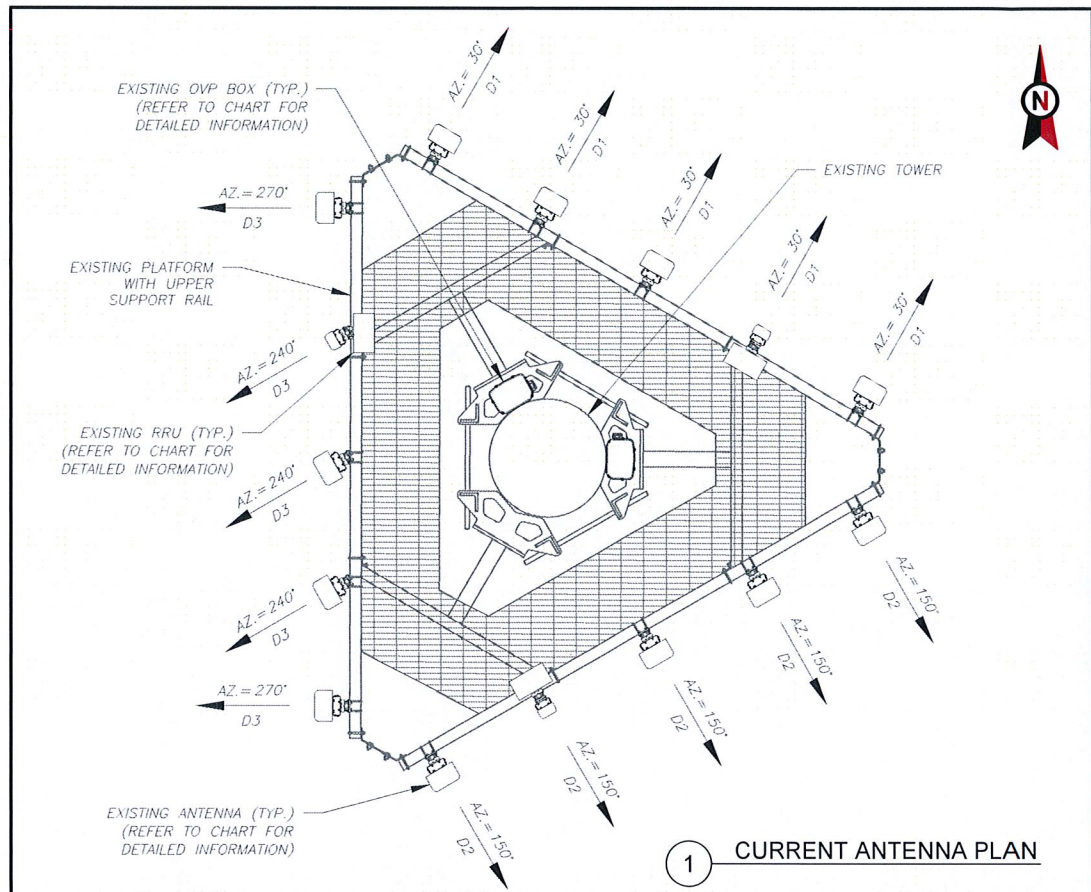 AZ.= 30°
D1
AZ.= 30°
D1
AZ.= 30°
D1
AZ.= 30°
D1
AZ.= 30°
D1
N
EXISTING OVP BOX (TYP.)
(REFER TO CHART FOR
DETAILED INFORMATION)
EXISTING TOWER
AZ.= 270°
D3
EXISTING PLATFORM
WITH UPPER
SUPPORT RAIL
AZ.= 240°
D3
EXISTING RRU (TYP.)
(REFER TO CHART FOR
DETAILED INFORMATION)
AZ.= 240°
D3
AZ.= 240°
D3
AZ.= 270°
D3
AZ.= 150°
D2
AZ.= 150°
D2
AZ.= 150°
D2
AZ.= 150°
D2
AZ.= 150°
D2
EXISTING ANTENNA (TYP.)
(REFER TO CHART FOR
DETAILED INFORMATION)
1 CURRENT ANTENNA PLAN